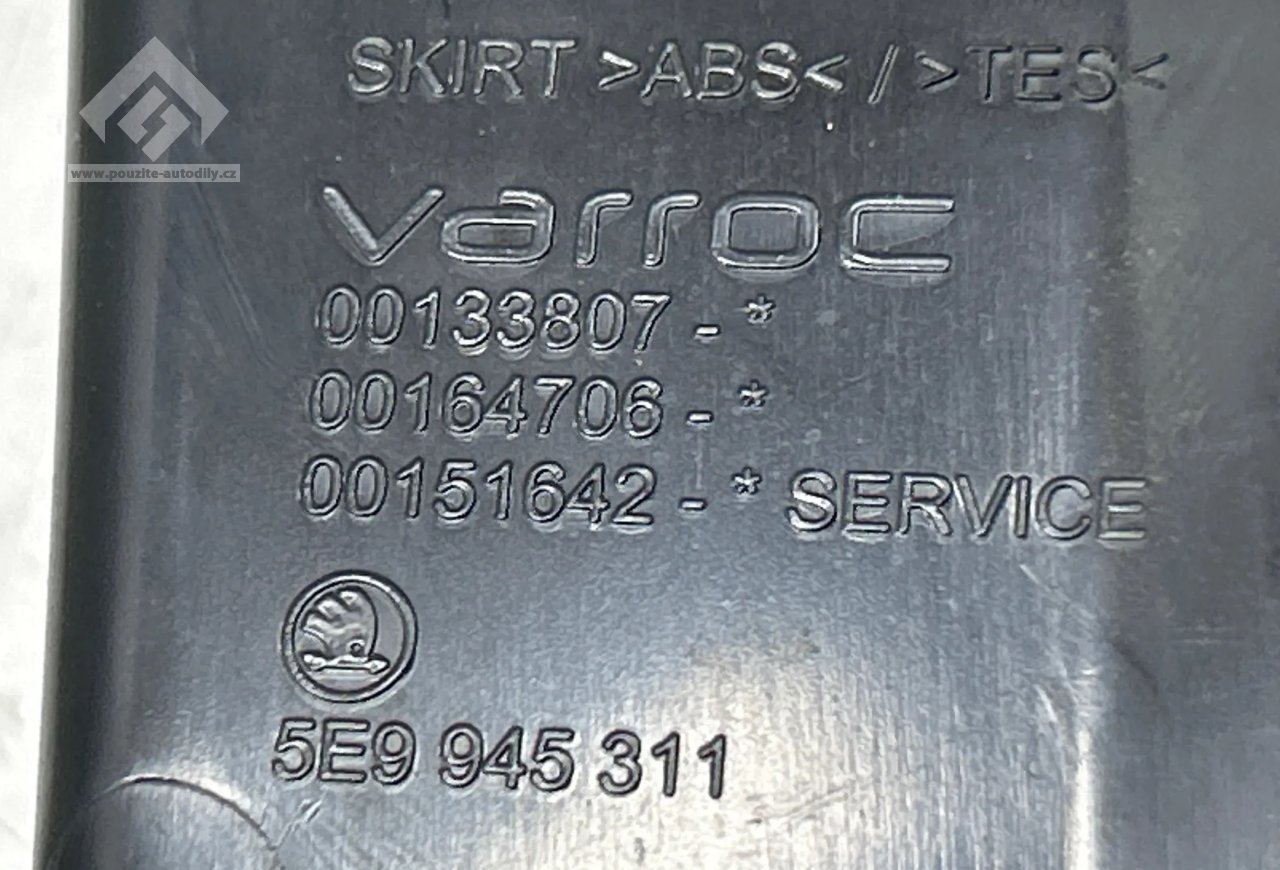 SKIRT >ABS< / >TES<
www.pouzite-autodily.cz
varroc
00133807 - *
00164706 - *
00151642 - * SERVICE
5E9 945 311